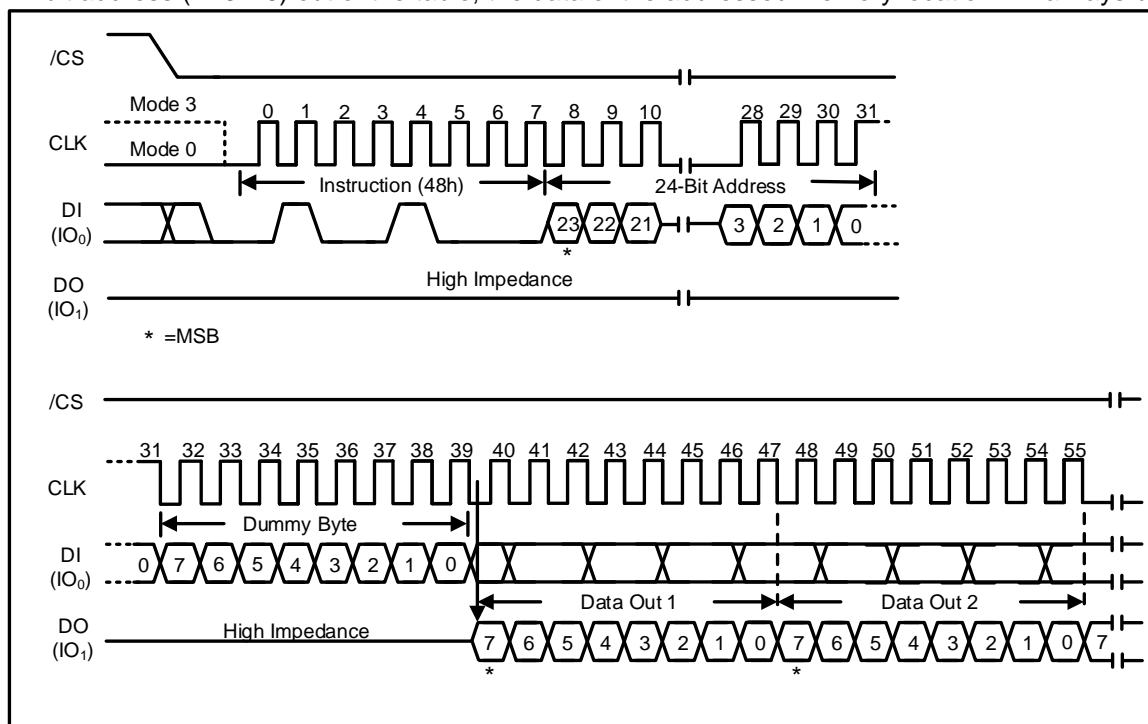 /CS
Mode 3
0 1 2 3 4 5 6 7 8 9 10 28 29 30 31
CLK
Mode 0
Instruction (48h)
24-Bit Address
DI
(IO0)
23 22 21 3 2 1 0
*
DO
(IO1)
High Impedance
* =MSB
/CS
31 32 33 34 35 36 37 38 39 40 41 42 43 44 45 46 47 48 49 50 51 52 53 54 55
CLK
Dummy Byte
DI
(IO0)
0 7 6 5 4 3 2 1 0
Data Out 1
Data Out 2
DO
(IO1)
High Impedance
7 6 5 4 3 2 1 0 7 6 5 4 3 2 1 0 7
* *